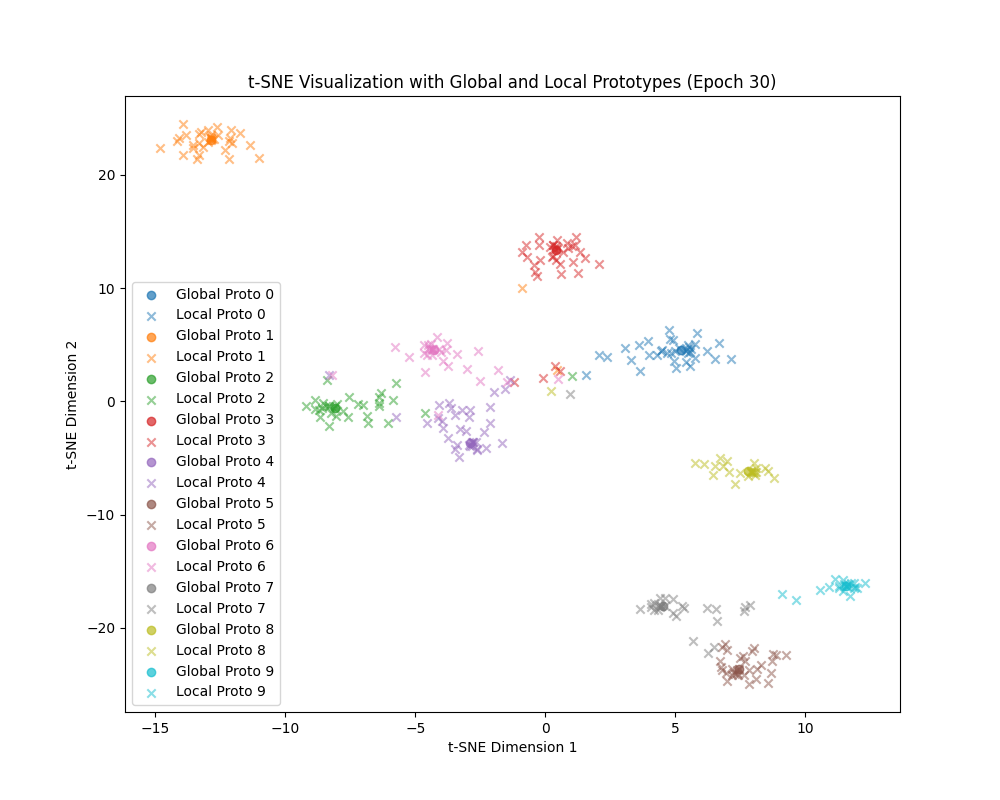 t-SNE Visualization with Global and Local Prototypes (Epoch 30)
t-SNE Dimension 2
20
10
0
−10
−20
Global Proto 0
Local Proto 0
Global Proto 1
Local Proto 1
Global Proto 2
Local Proto 2
Global Proto 3
Local Proto 3
Global Proto 4
Local Proto 4
Global Proto 5
Local Proto 5
Global Proto 6
Local Proto 6
Global Proto 7
Local Proto 7
Global Proto 8
Local Proto 8
Global Proto 9
Local Proto 9
−15 −10 −5 0 5 10
t-SNE Dimension 1